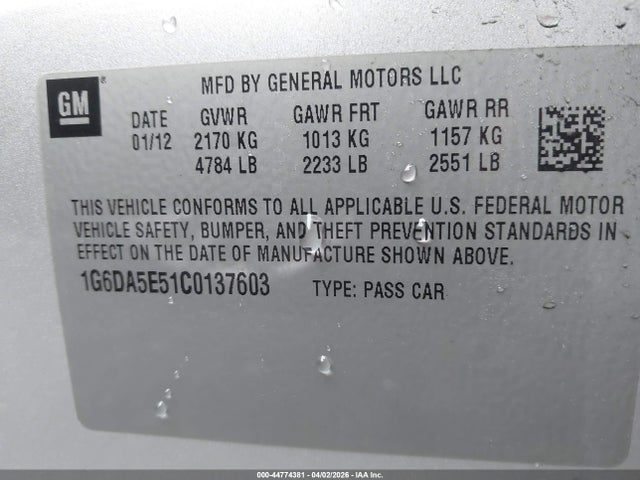 GM ®
MFD BY GENERAL MOTORS LLC
DATE GVWR GAWR FRT GAWR RR
01/12 2170 KG 1013 KG 1157 KG
4784 LB 2233 LB 2551 LB
THIS VEHICLE CONFORMS TO ALL APPLICABLE U.S. FEDERAL MOTOR
VEHICLE SAFETY, BUMPER, AND THEFT PREVENTION STANDARDS IN
EFFECT ON THE DATE OF MANUFACTURE SHOWN ABOVE.
1G6DA5E51C0137603 TYPE: PASS CAR
000-44774381 - 04/02/2026 - IAA Inc.